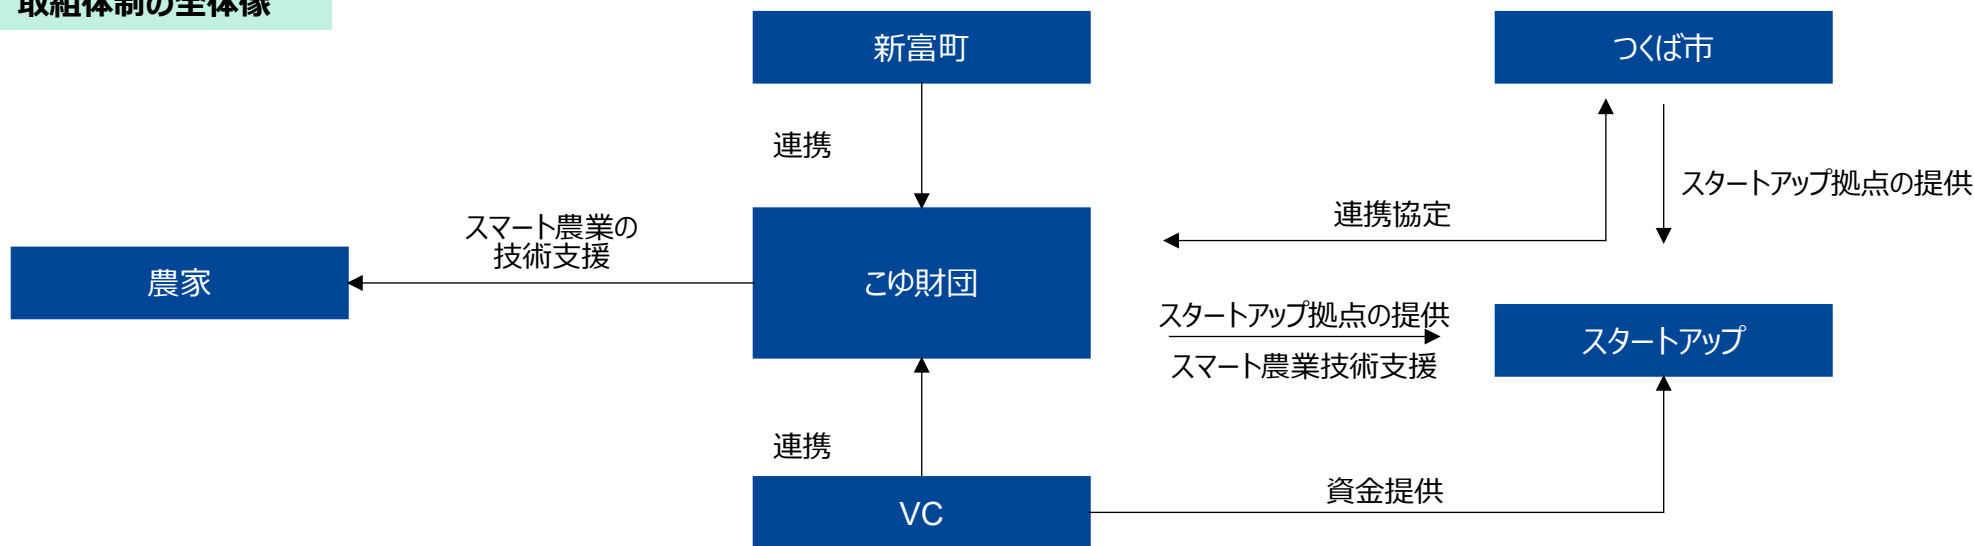 取組体制の全体像
新富町
つくば市
連携
スタートアップ拠点の提供
連携協定
スマート農業の
技術支援
農家
こゆ財団
スタートアップ拠点の提供
スマート農業技術支援
スタートアップ
連携
資金提供
VC